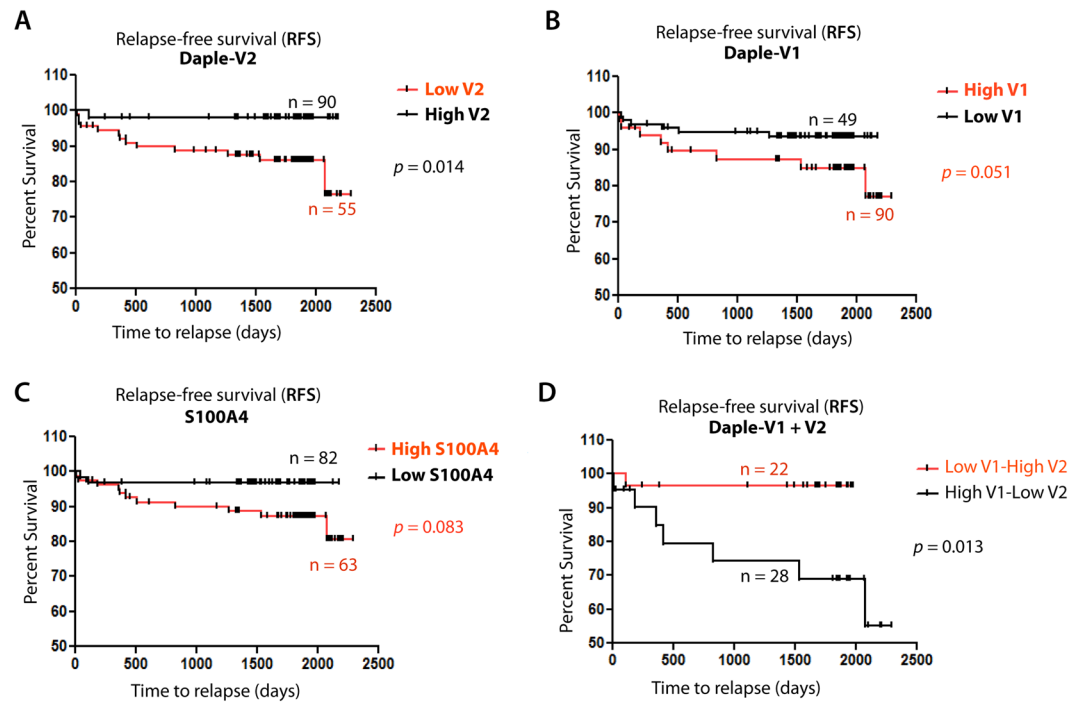 A
Relapse-free survival (RFS)
Daple-V2
110
100
90
80
70
60
50
0
500
1000
1500
2000
2500
Percent Survival
Time to relapse (days)
n = 90
n = 55
Low V2
High V2
p = 0.014
B
Relapse-free survival (RFS)
Daple-V1
110
100
90
80
70
60
50
0
500
1000
1500
2000
2500
Percent Survival
Time to relapse (days)
n = 49
n = 90
High V1
Low V1
p = 0.051
C
Relapse-free survival (RFS)
S100A4
110
100
90
80
70
60
50
0
500
1000
1500
2000
2500
Percent Survival
Time to relapse (days)
n = 82
n = 63
High S100A4
Low S100A4
p = 0.083
D
Relapse-free survival (RFS)
Daple-V1 + V2
110
100
90
80
70
60
50
0
500
1000
1500
2000
2500
Percent Survival
Time to relapse (days)
n = 22
n = 28
Low V1-High V2
High V1-Low V2
p = 0.013